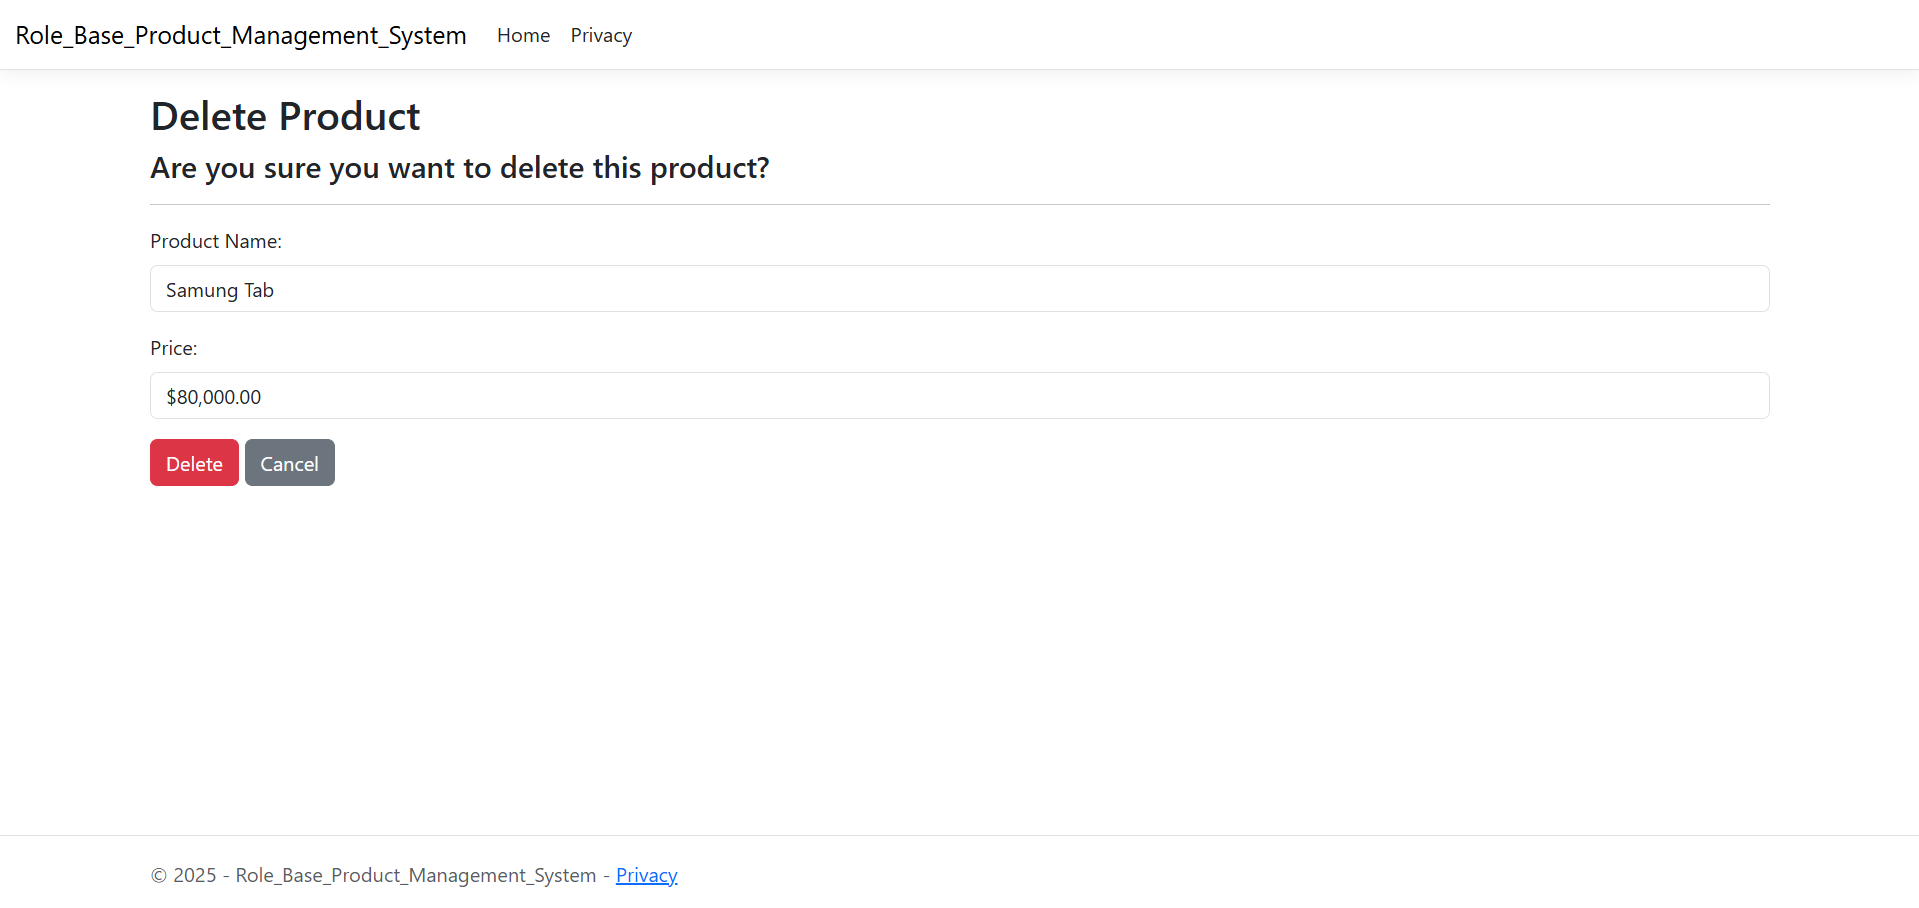 Role_Base_Product_Management_System Home Privacy
Delete Product
Are you sure you want to delete this product?
Product Name:
Samung Tab
Price:
$80,000.00
Delete Cancel
© 2025 - Role_Base_Product_Management_System - Privacy